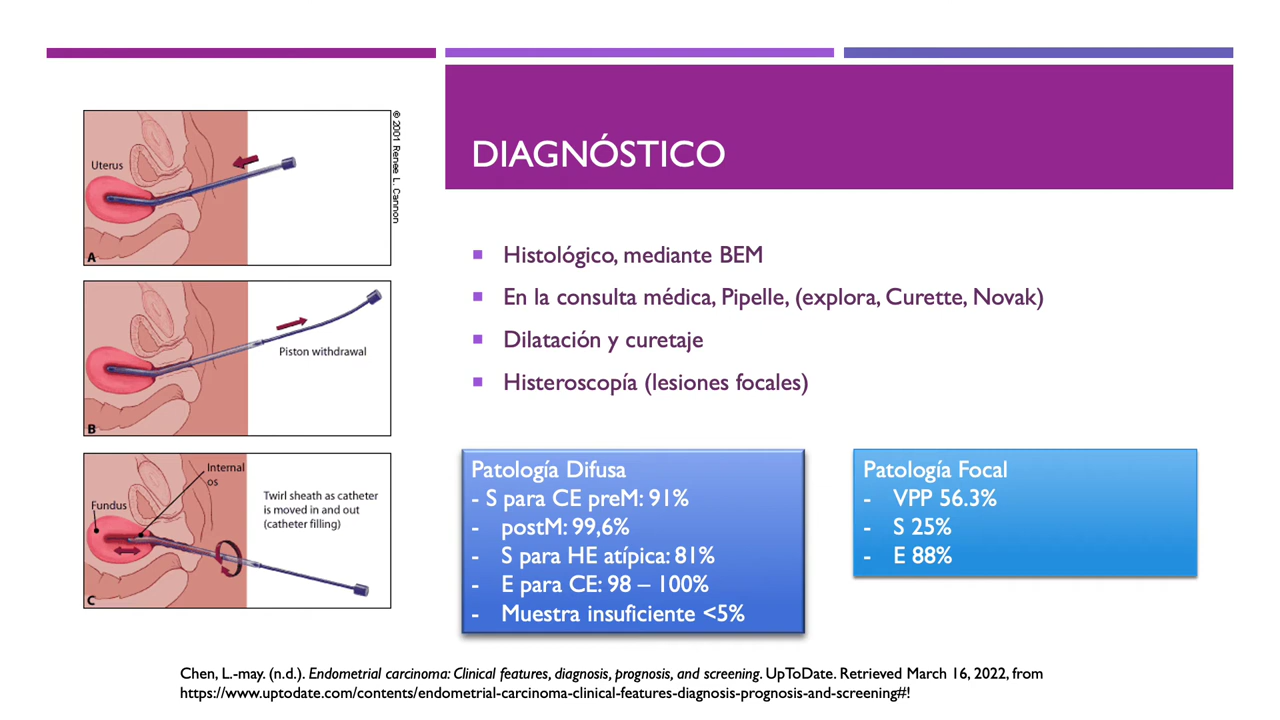 DIAGNÓSTICO
Uterus
A
© 2001 Renee L. Cannon
Piston withdrawal
B
Internal
os
Fundus
Twirl sheath as catheter
is moved in and out
(catheter filling)
C
Histológico, mediante BEM
En la consulta médica, Pipelle, (explora, Curette, Novak)
Dilatación y curetaje
Histeroscopía (lesiones focales)
Patología Difusa
- S para CE preM: 91%
- postM: 99,6%
- S para HE atípica: 81%
- E para CE: 98 – 100%
- Muestra insuficiente <5%
Patología Focal
- VPP 56.3%
- S 25%
- E 88%
Chen, L.-may. (n.d.). Endometrial carcinoma: Clinical features, diagnosis, prognosis, and screening. UpToDate. Retrieved March 16, 2022, from
https://www.uptodate.com/contents/endometrial-carcinoma-clinical-features-diagnosis-prognosis-and-screening#!